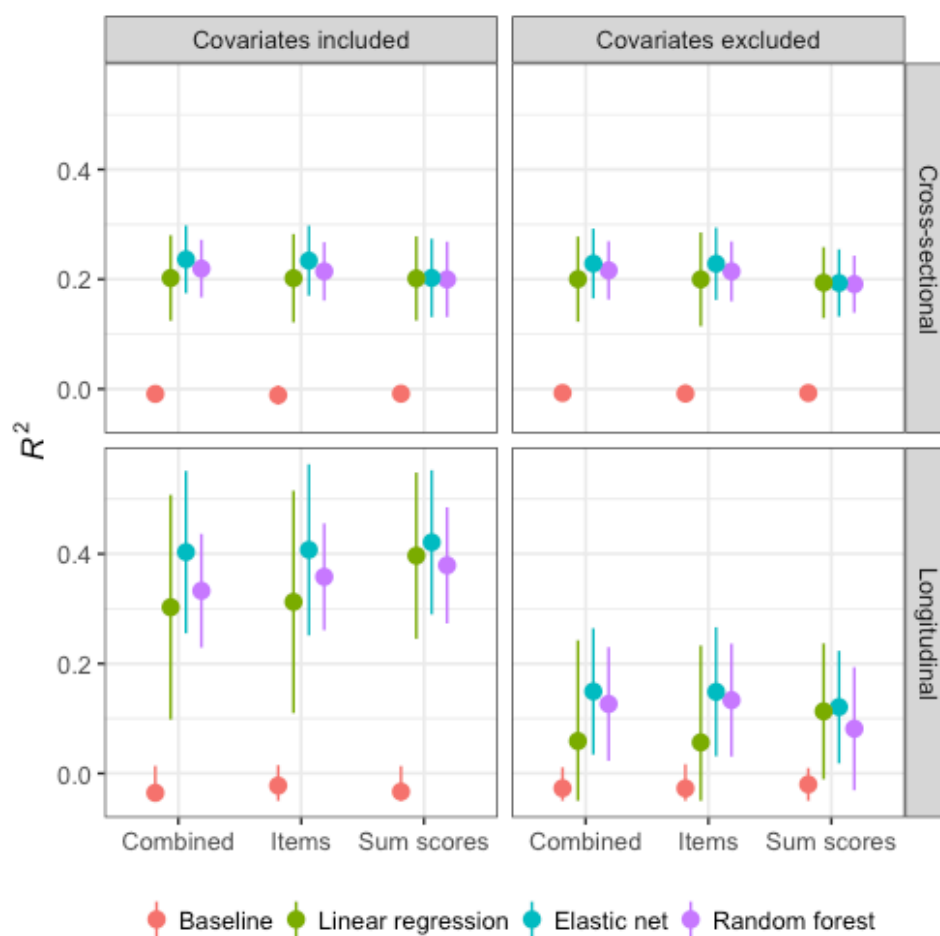 Covariates included
Covariates excluded
Cross-sectional
0.4
0.2
0.0
R²
Longitudinal
0.4
0.2
0.0
Combined Items Sum scores
Combined Items Sum scores
Baseline Linear regression Elastic net Random forest